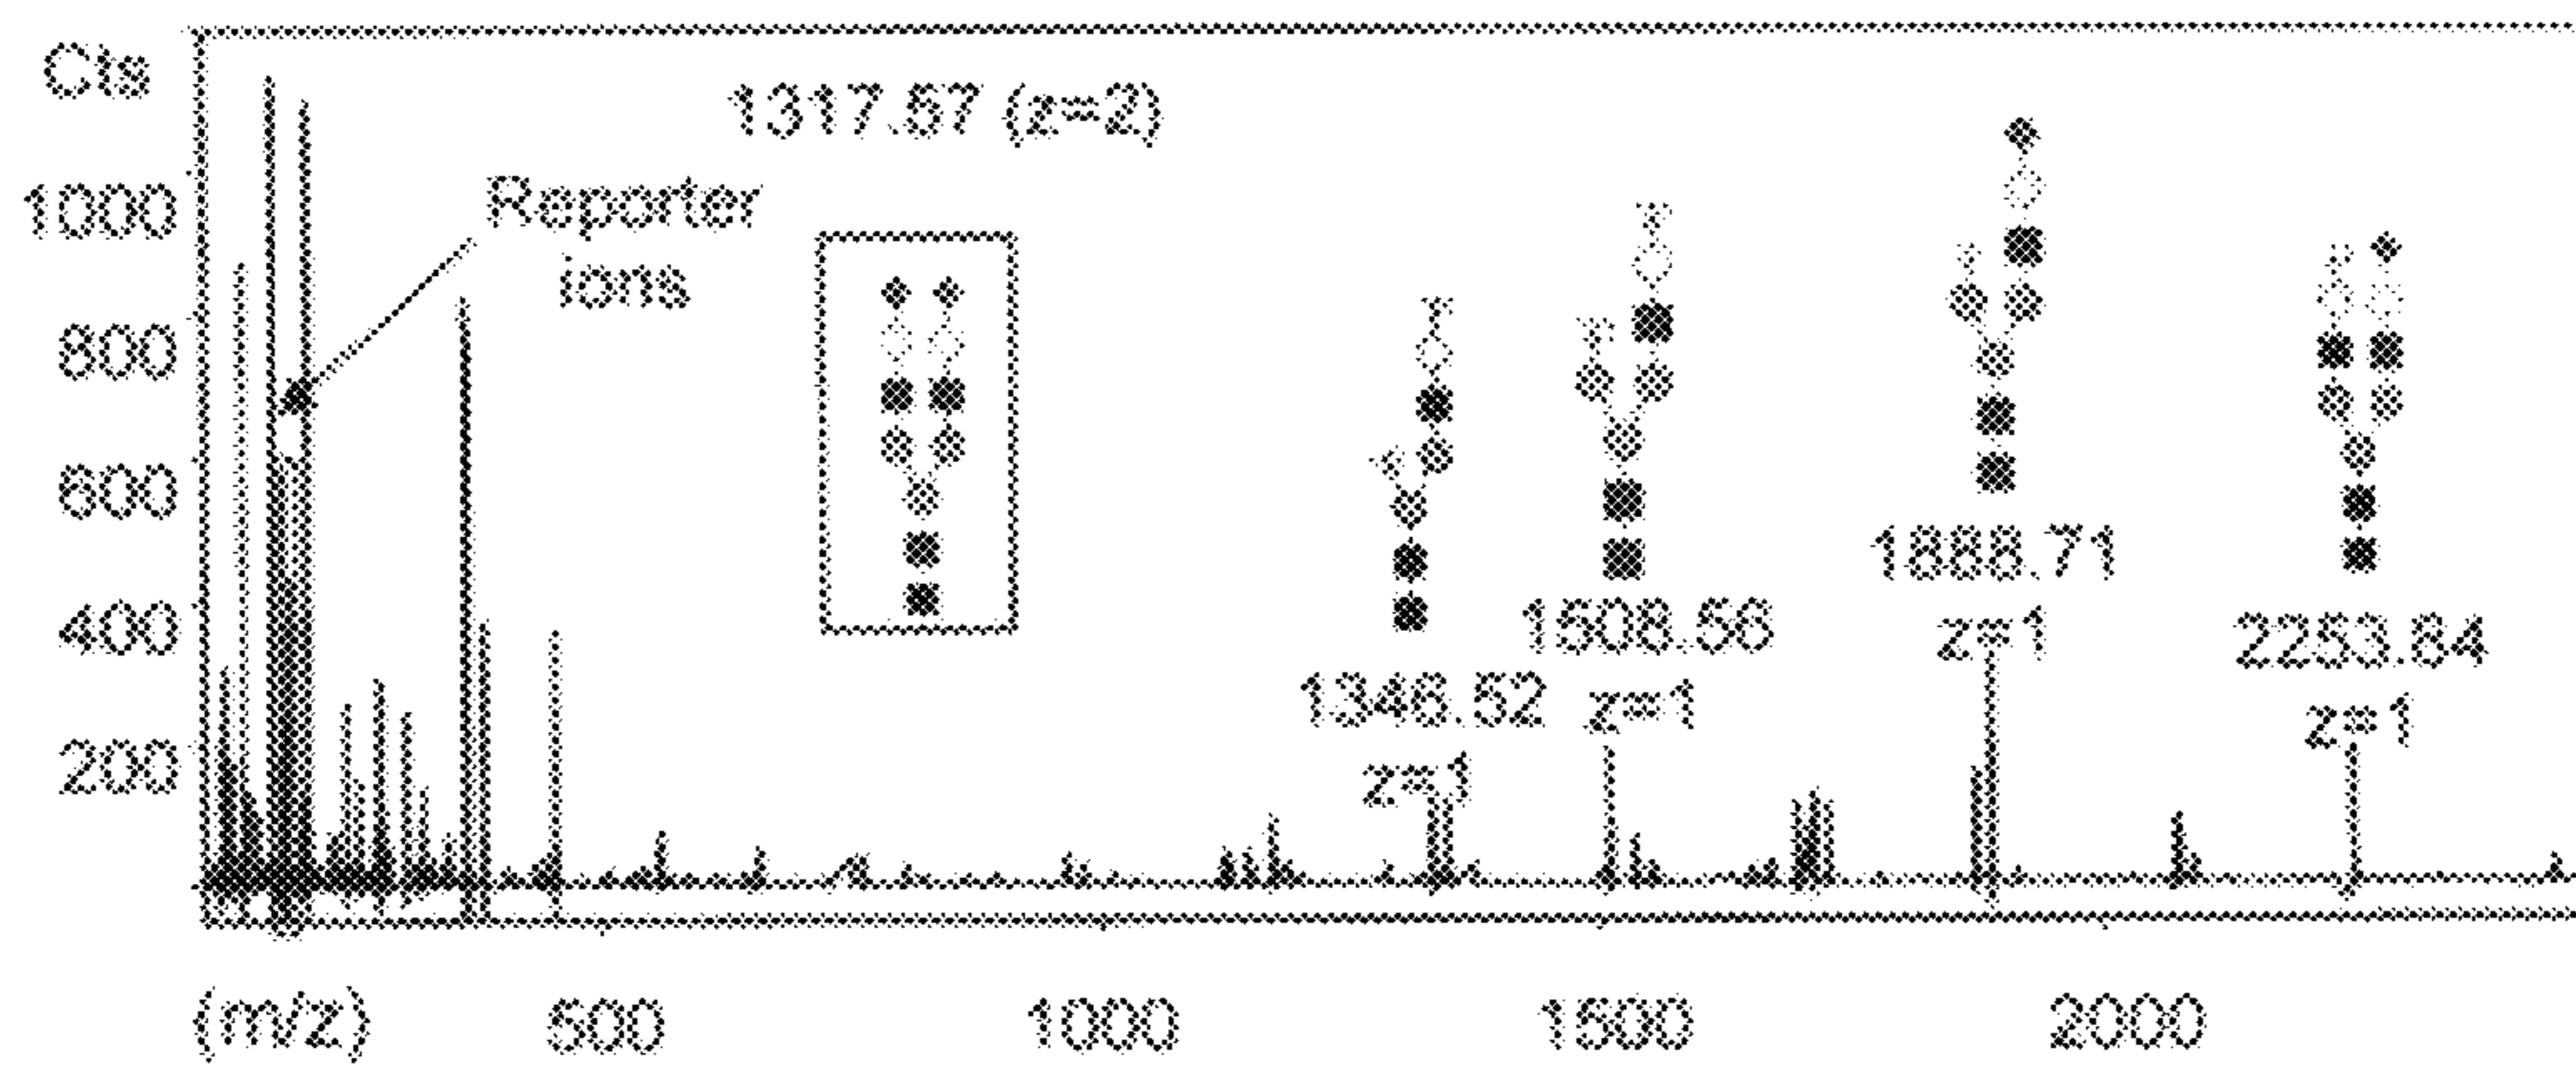 Cts
1317.57 (z=2)
Reporter
ions
1000
800
600
400
200
1346.52
z=1
1508.56
z=1
1888.71
z=1
2253.84
z=1
(m/z)
500
1000
1500
2000